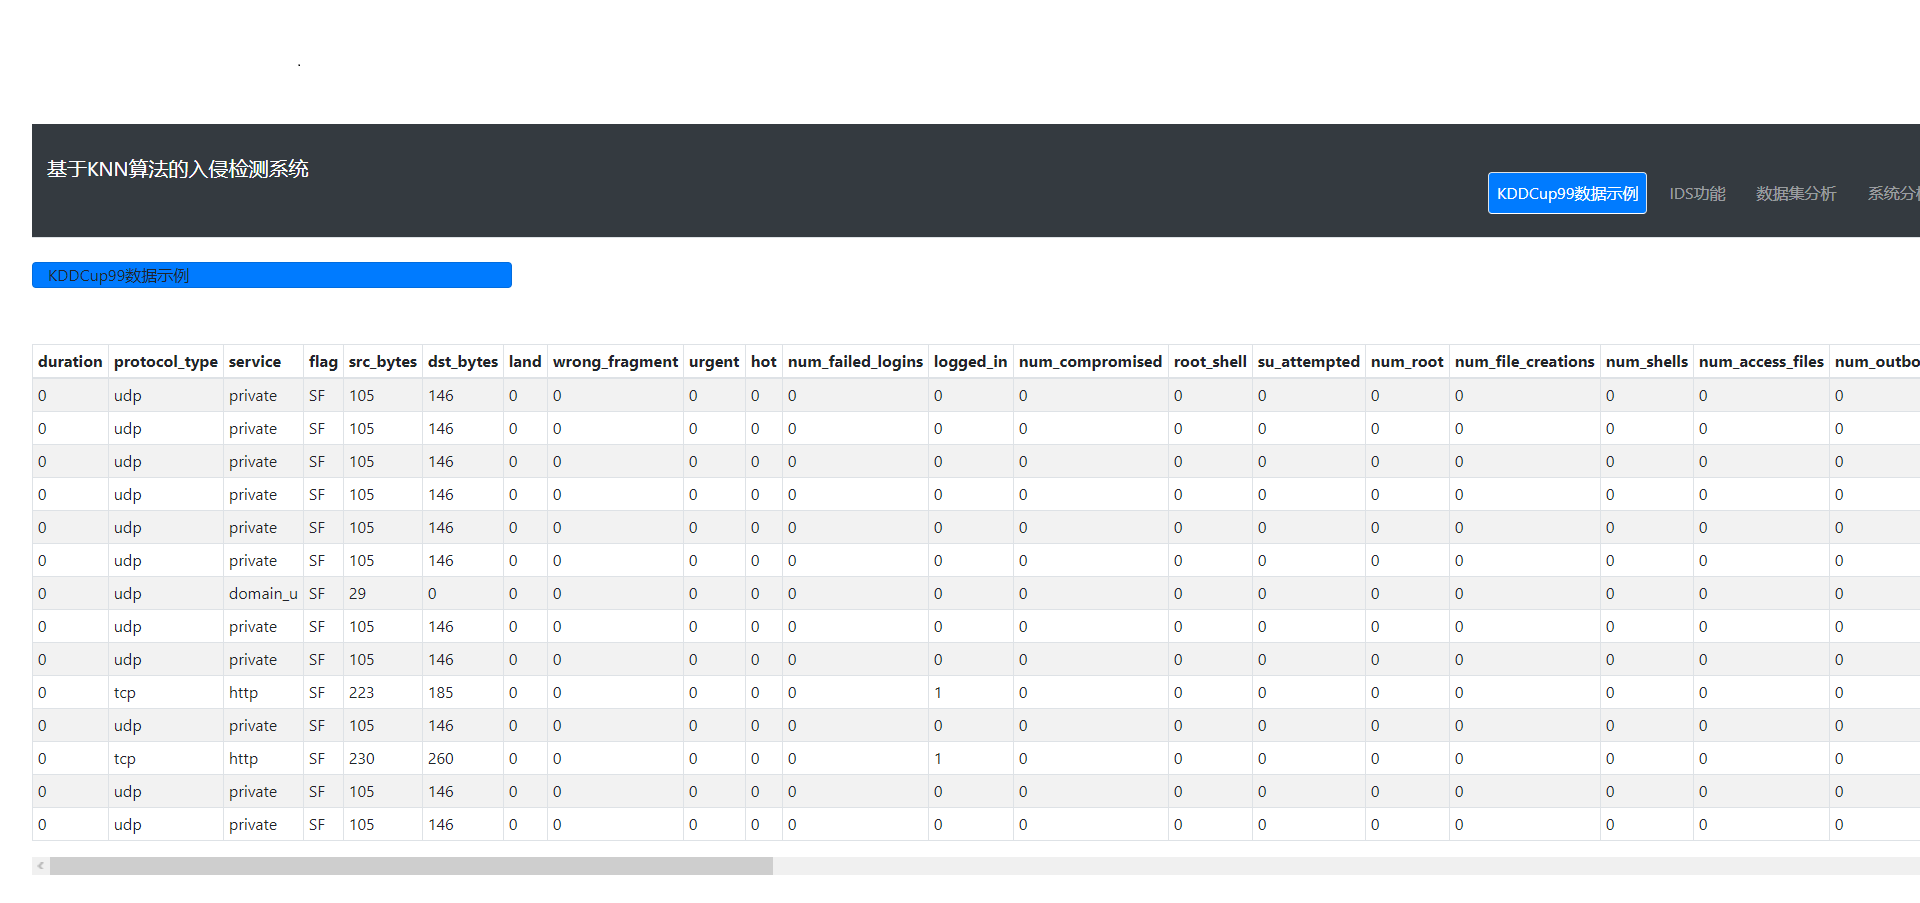 .
基于KNN算法的入侵检测系统
KDDCup99数据示例 IDS功能 数据集分析 系统分
KDDCup99数据示例
duration protocol_type service flag src_bytes dst_bytes land wrong_fragment urgent hot num_failed_logins logged_in num_compromised root_shell su_attempted num_root num_file_creations num_shells num_access_files num_outbo
0 udp private SF 105 146 0 0 0 0 0 0 0 0 0 0 0 0 0 0
0 udp private SF 105 146 0 0 0 0 0 0 0 0 0 0 0 0 0 0
0 udp private SF 105 146 0 0 0 0 0 0 0 0 0 0 0 0 0 0
0 udp private SF 105 146 0 0 0 0 0 0 0 0 0 0 0 0 0 0
0 udp private SF 105 146 0 0 0 0 0 0 0 0 0 0 0 0 0 0
0 udp private SF 105 146 0 0 0 0 0 0 0 0 0 0 0 0 0 0
0 udp domain_u SF 29 0 0 0 0 0 0 0 0 0 0 0 0 0 0 0
0 udp private SF 105 146 0 0 0 0 0 0 0 0 0 0 0 0 0 0
0 udp private SF 105 146 0 0 0 0 0 0 0 0 0 0 0 0 0 0
0 tcp http SF 223 185 0 0 0 0 0 1 0 0 0 0 0 0 0 0
0 udp private SF 105 146 0 0 0 0 0 0 0 0 0 0 0 0 0 0
0 tcp http SF 230 260 0 0 0 0 0 1 0 0 0 0 0 0 0 0
0 udp private SF 105 146 0 0 0 0 0 0 0 0 0 0 0 0 0 0
0 udp private SF 105 146 0 0 0 0 0 0 0 0 0 0 0 0 0 0